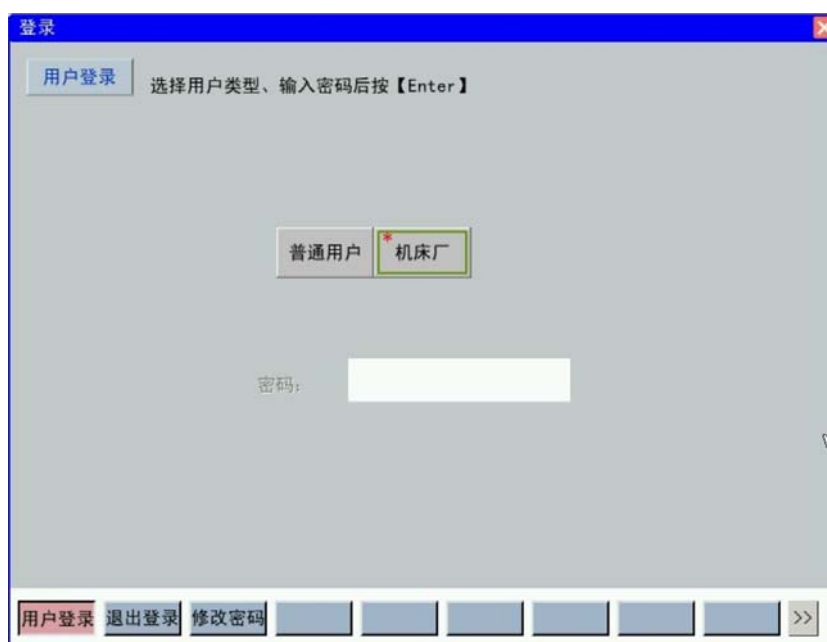 登录
用户登录 选择用户类型、输入密码后按【Enter】
普通用户 *机床厂
密码:
用户登录 退出登录 修改密码 >>